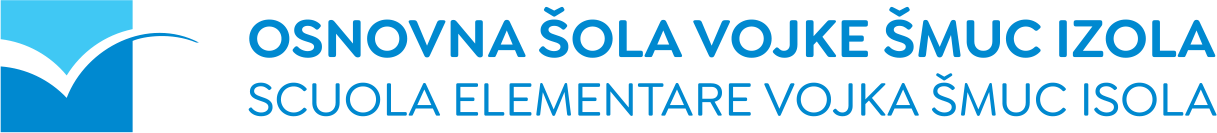 OSNOVNA ŠOLA VOJKE ŠMUC IZOLA
SCUOLA ELEMENTARE VOJKA ŠMUC ISOLA